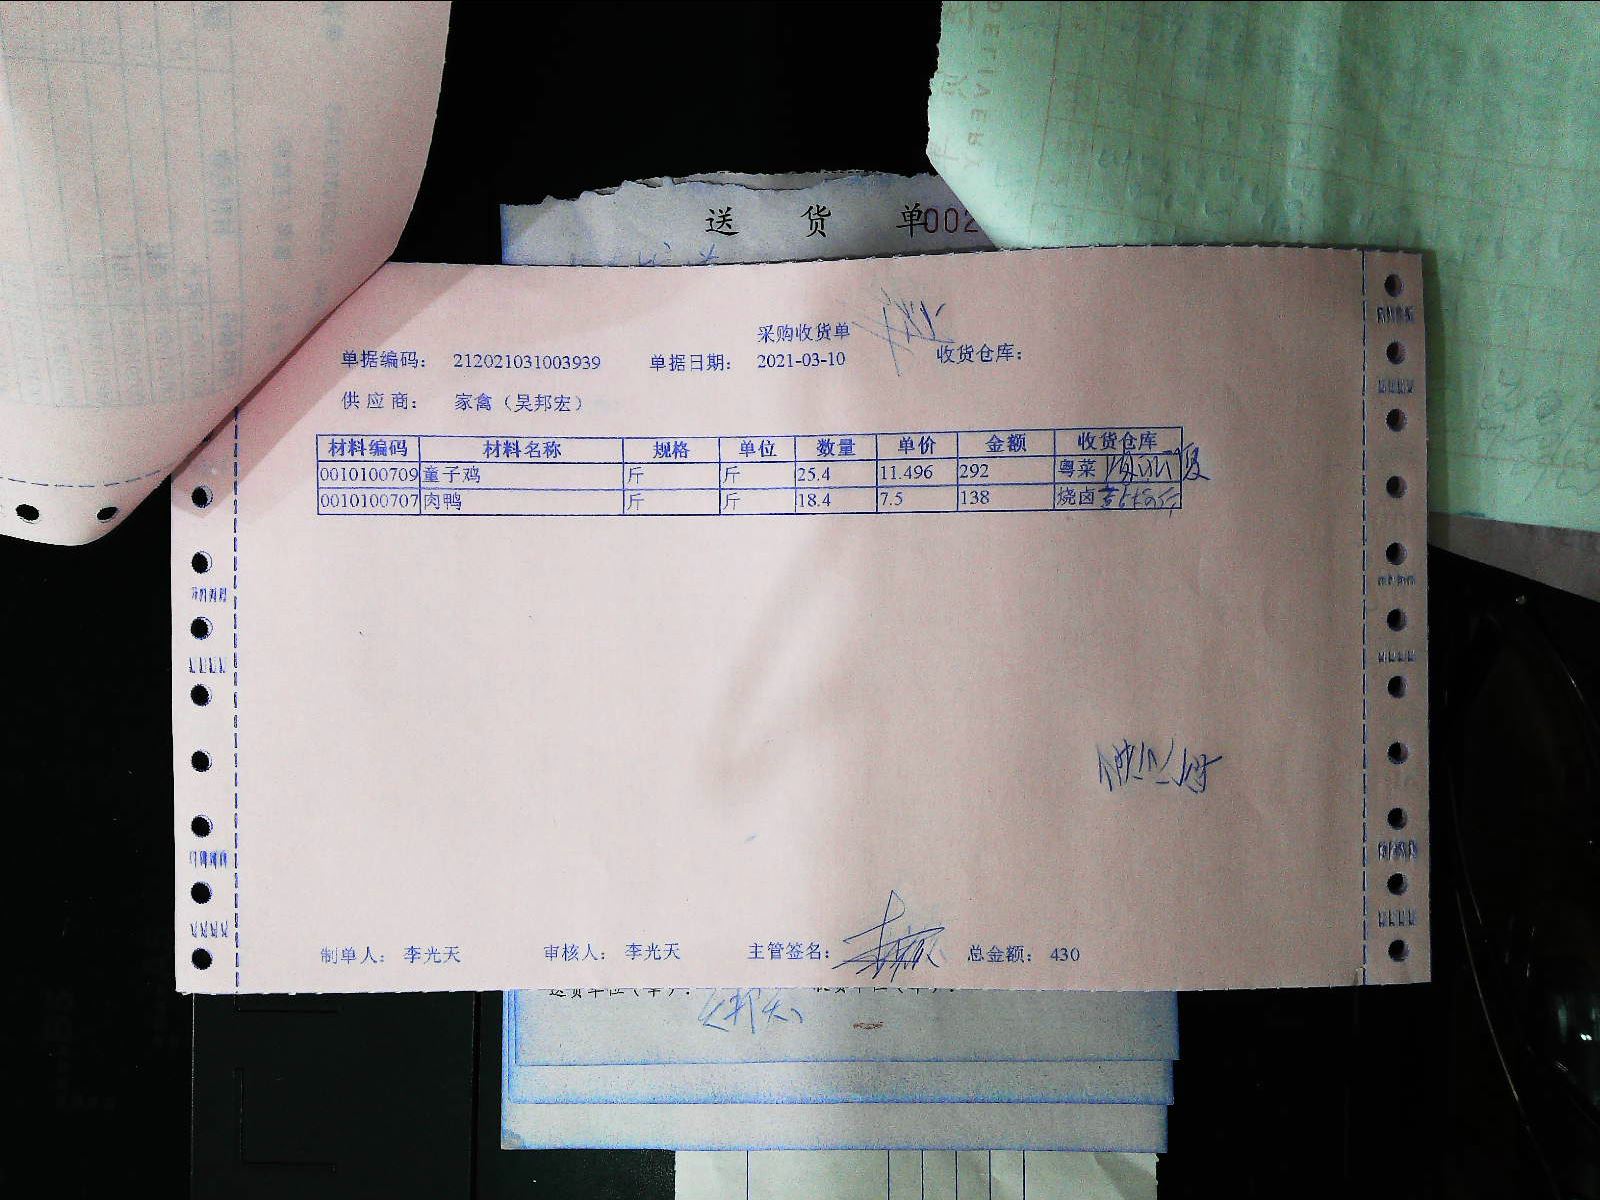 送 货 单002
采购收货单
单据编码: 212021031003939 单据日期: 2021-03-10 收货仓库:
供应商: 家禽(吴邦宏)
材料编码 材料名称 规格 单位 数量 单价 金额 收货仓库
0010100709 童子鸡 斤 斤 25.4 11.496 292 粤菜
0010100707 肉鸭 斤 斤 18.4 7.5 138 烧卤
制单人: 李光天 审核人: 李光天 主管签名: 总金额: 430